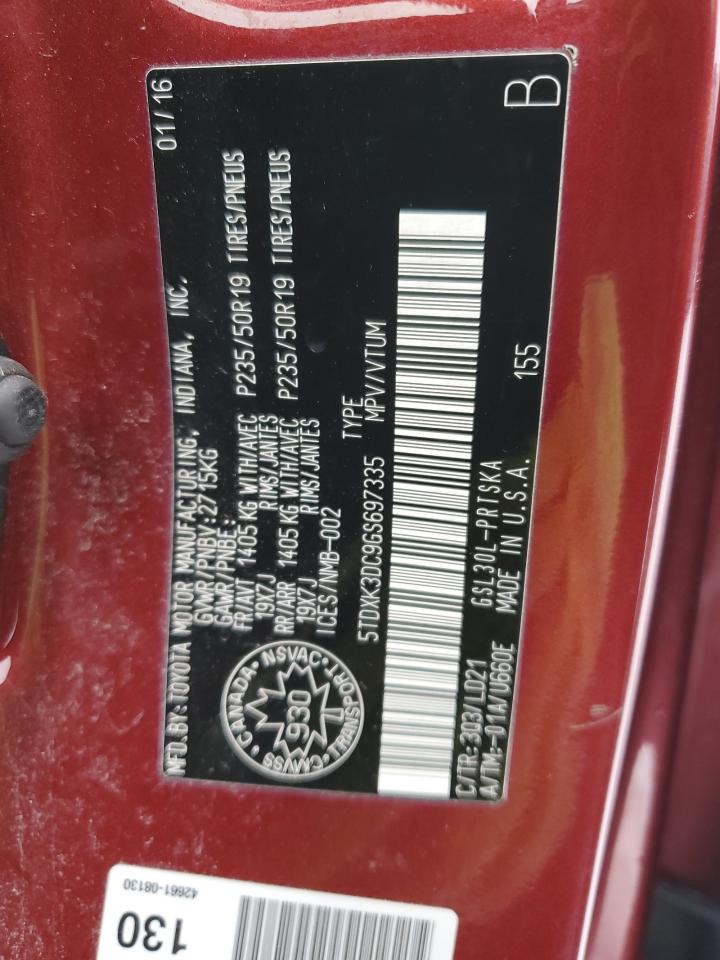 MFD.BY:TOYOTA MOTOR MANUFACTURING, INDIANA, INC. 01/16
GVWR/PNBV:2715KG
GAWR/PNBE:
FR/AVT 1405 KG WITH/AVEC P235/50R19 TIRES/PNEUS
19X7J RIMS/JANTES
RR/ARR 1405 KG WITH/AVEC P235/50R19 TIRES/PNEUS
19X7J RIMS/JANTES
ICES/NMB-002 TYPE
5TDXK3DC9GS697335 MPV/VTUM
CANADA • NSVAC • TRANSPORT • CMVSS •
930
C/TR:3Q3/LQ21 GSL30L-PRTSKA 155 B
A/TM:-01A/U660E MADE IN U.S.A.
42661-08130
130